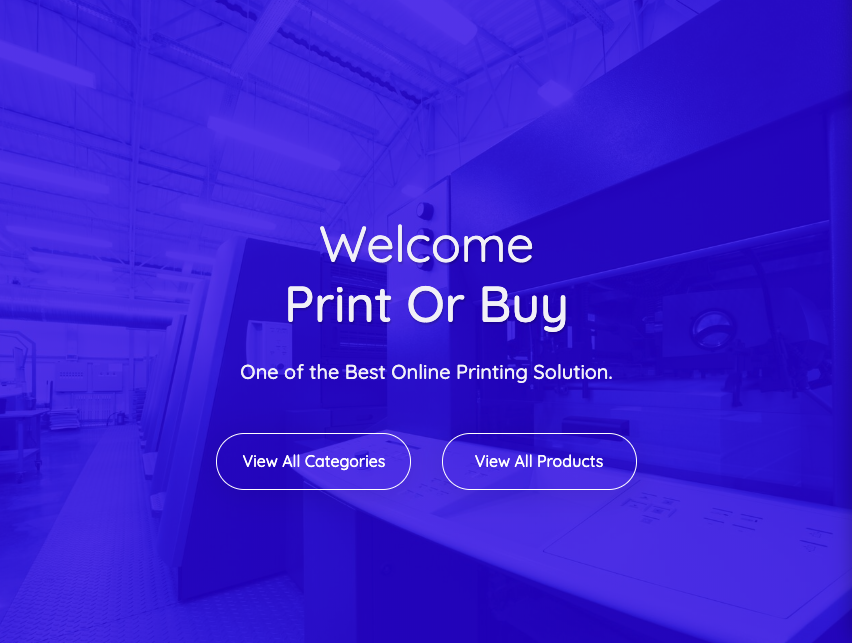 Welcome
Print Or Buy
One of the Best Online Printing Solution.
View All Categories
View All Products